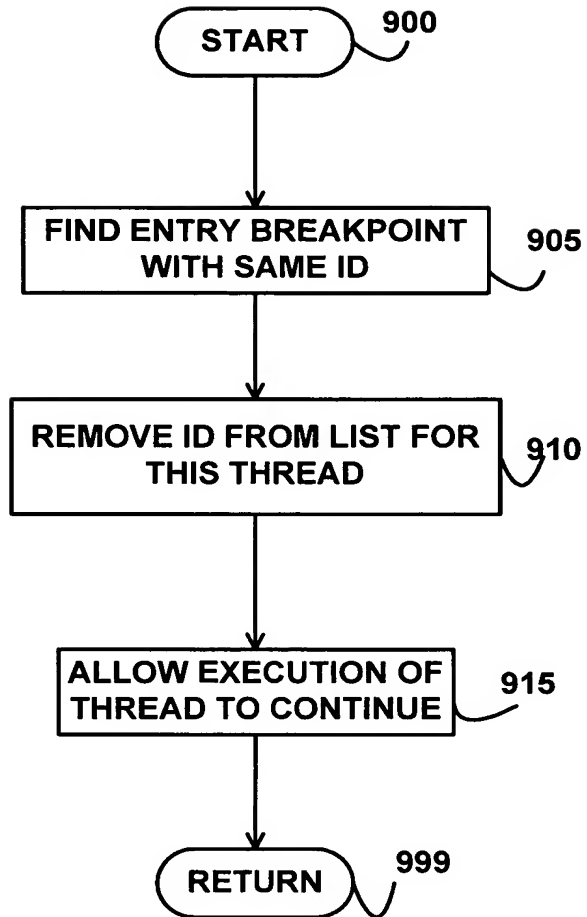 START
900
FIND ENTRY BREAKPOINT
WITH SAME ID
905
REMOVE ID FROM LIST FOR
THIS THREAD
910
ALLOW EXECUTION OF
THREAD TO CONTINUE
915
RETURN
999